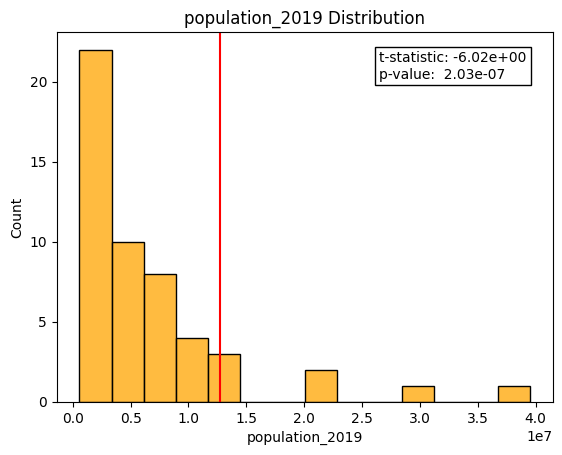 population_2019 Distribution
t-statistic: -6.02e+00
p-value:  2.03e-07
20
15
10
5
0
Count
0.0 0.5 1.0 1.5 2.0 2.5 3.0 3.5 4.0
1e7
population_2019